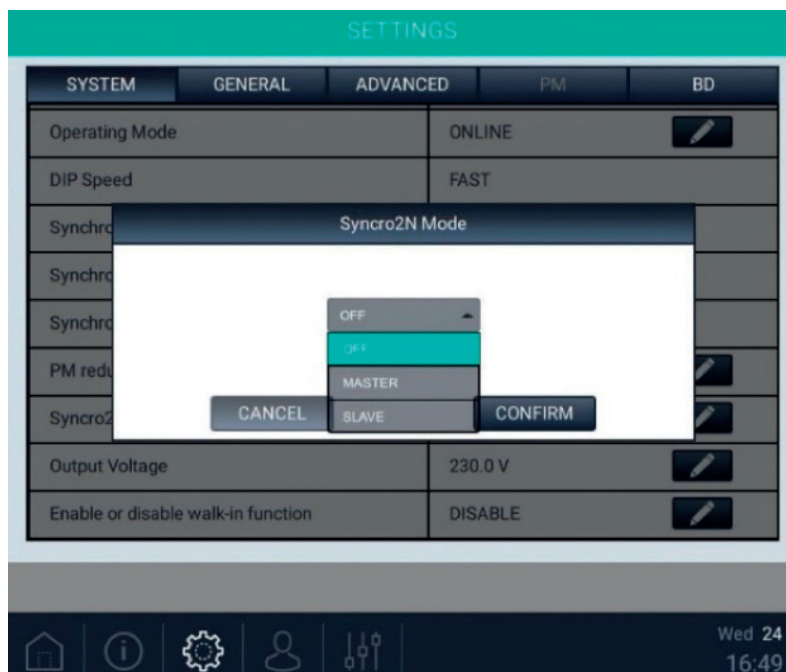 SETTINGS
SYSTEM GENERAL ADVANCED PM BD
Operating Mode ONLINE
DIP Speed FAST
Synchro
Syncro2N Mode
Synchro
OFF
Synchro
OFF
PM redu
MASTER
Syncro2
CANCEL SLAVE CONFIRM
Output Voltage 230.0 V
Enable or disable walk-in function DISABLE
Wed 24
16:49